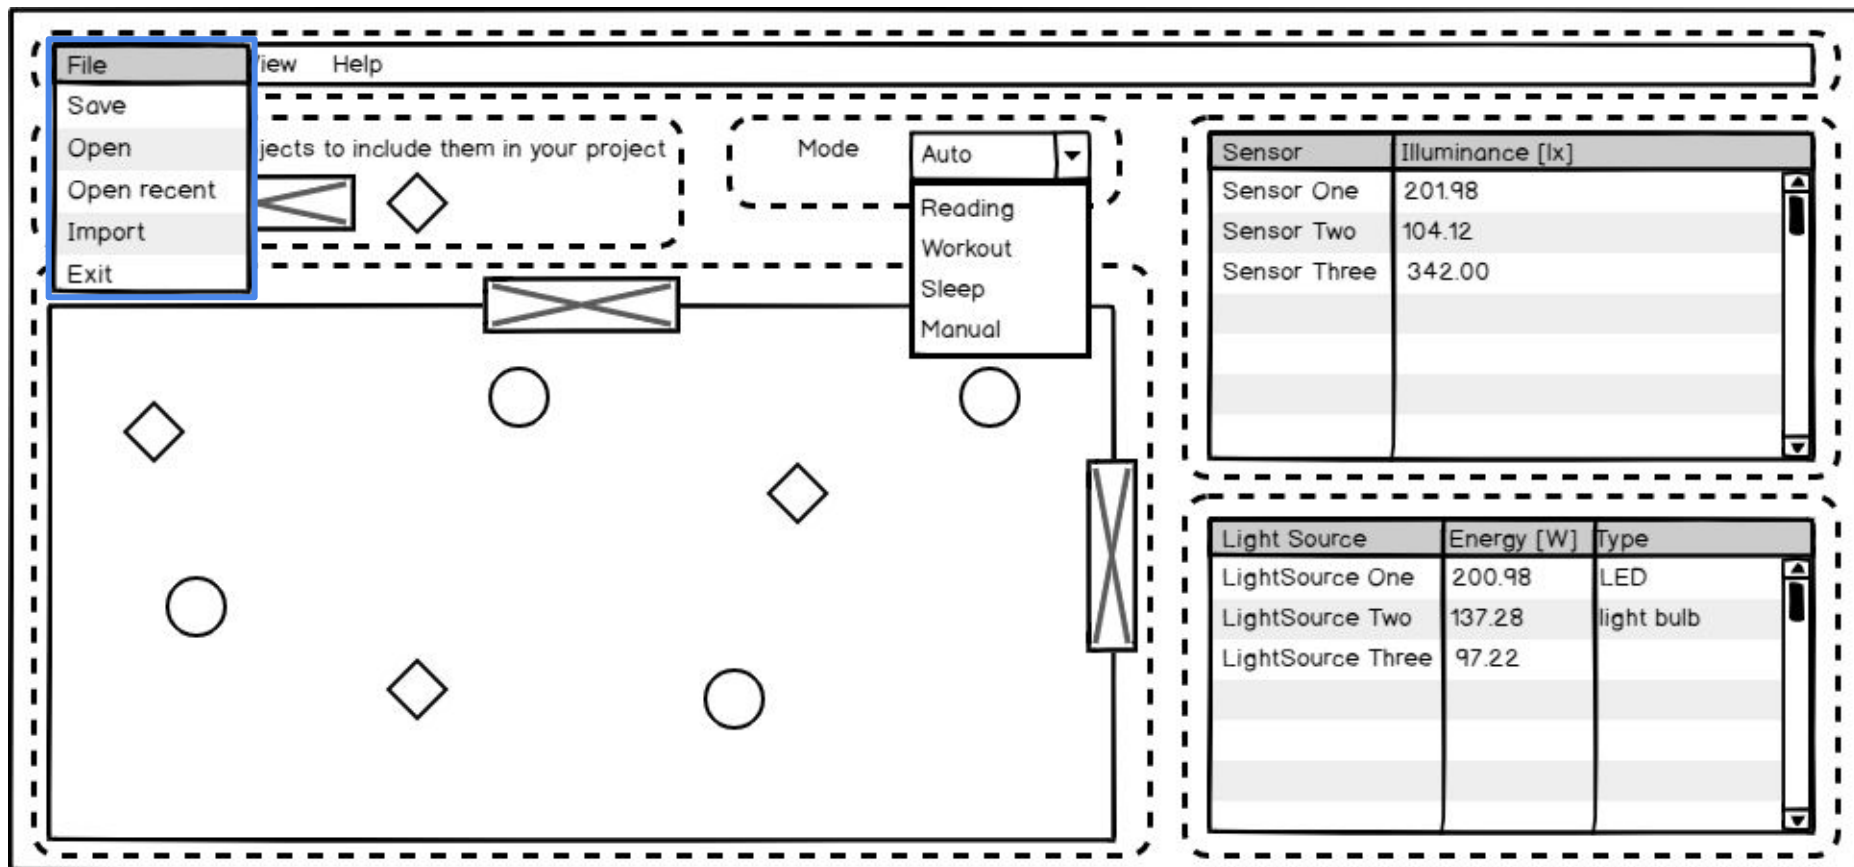 File
View Help
Save
Open
Open recent
Import
Exit
jects to include them in your project
Mode
Auto
Reading
Workout
Sleep
Manual
Sensor Illuminance [lx]
Sensor One 201.98
Sensor Two 104.12
Sensor Three 342.00
Light Source Energy [W] Type
LightSource One 200.98 LED
LightSource Two 137.28 light bulb
LightSource Three 97.22